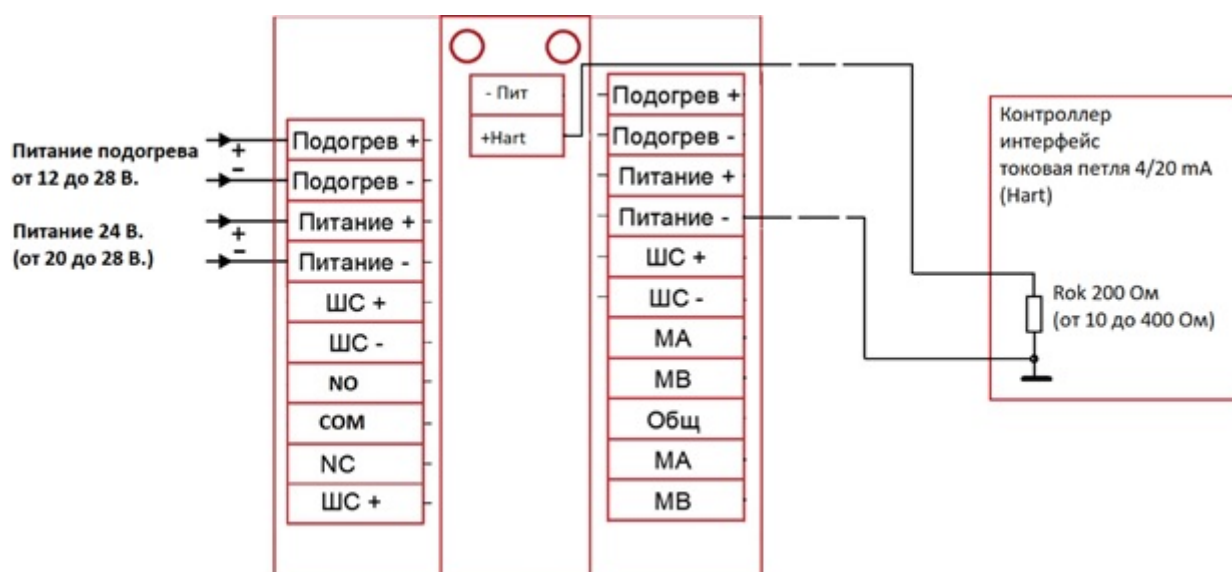 Питание подогрева
от 12 до 28 В.
Питание 24 В.
(от 20 до 28 В.)
+
−
+
−
Подогрев +
Подогрев -
Питание +
Питание -
ШС +
ШС -
NO
COM
NC
ШС +
- Пит
+Hart
Подогрев +
Подогрев -
Питание +
Питание -
ШС +
ШС -
МА
МВ
Общ
МА
МВ
Контроллер
интерфейс
токовая петля 4/20 mA
(Hart)
Rok 200 Ом
(от 10 до 400 Ом)